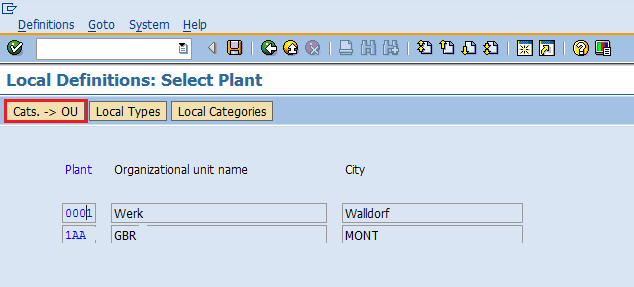 Definitions Goto System Help
Local Definitions: Select Plant
Cats. -> OU Local Types Local Categories
Plant Organizational unit name City
0001 Werk Walldorf
1AA GBR MONT